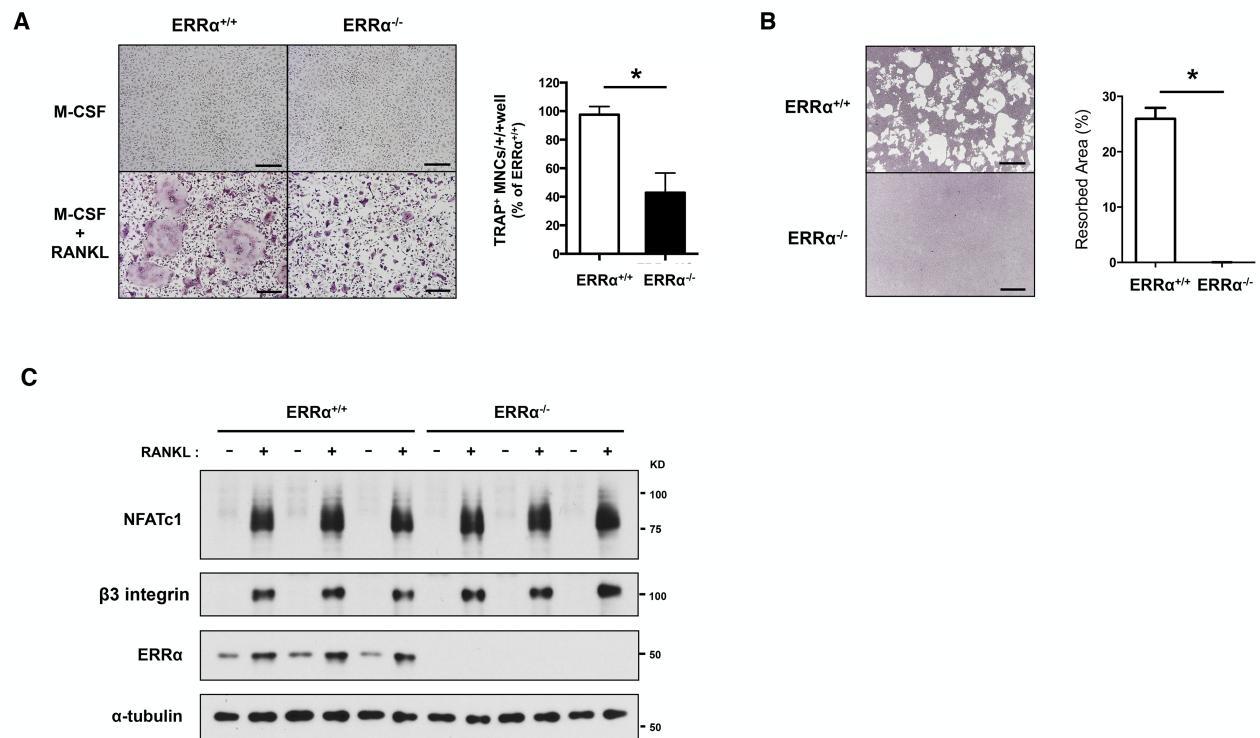 A
ERRα+/+
ERRα-/-
M-CSF
M-CSF
+
RANKL
TRAP+ MNCs/+/+well
(% of ERRα+/+)
120
100
80
60
40
20
0
*
ERRα+/+
ERRα-/-
B
ERRα+/+
ERRα-/-
Resorbed Area (%)
30
20
10
0
*
ERRα+/+
ERRα-/-
C
ERRα+/+
ERRα-/-
RANKL : - + - + - + - + - + - +
KD
NFATc1
100
75
β3 integrin
100
ERRα
50
α-tubulin
50